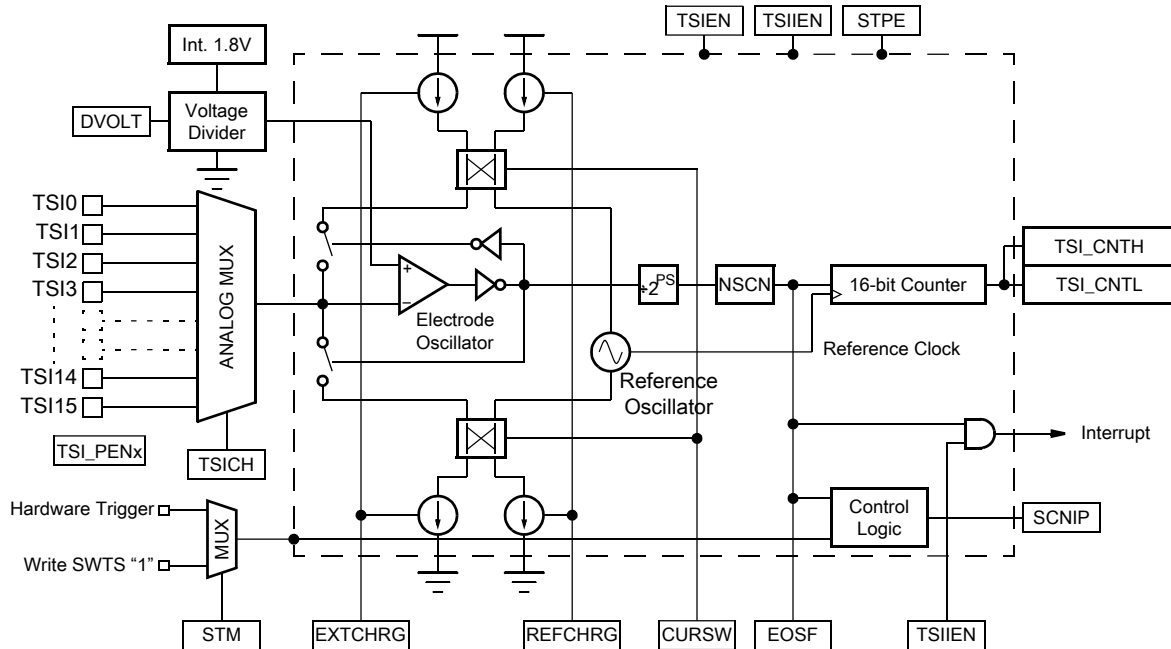 TSIEN
TSIIEN
STPE
Int. 1.8V
DVOLT
Voltage
Divider
TSI0
TSI1
TSI2
TSI3
TSI14
TSI15
ANALOG MUX
TSI_PENx
TSICH
+
−
Electrode
Oscillator
÷2PS
NSCN
16-bit Counter
TSI_CNTH
TSI_CNTL
Reference Clock
Reference
Oscillator
Interrupt
Hardware Trigger
Write SWTS “1”
MUX
Control
Logic
SCNIP
STM
EXTCHRG
REFCHRG
CURSW
EOSF
TSIIEN